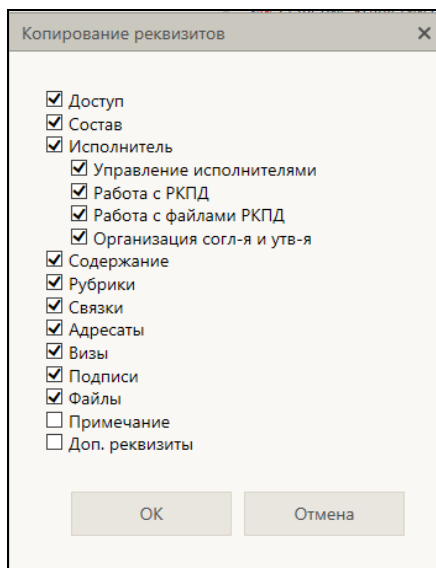 Копирование реквизитов
Доступ
Состав
Исполнитель
Управление исполнителями
Работа с РКПД
Работа с файлами РКПД
Организация согл-я и утв-я
Содержание
Рубрики
Связки
Адресаты
Визы
Подписи
Файлы
Примечание
Доп. реквизиты
ОК Отмена